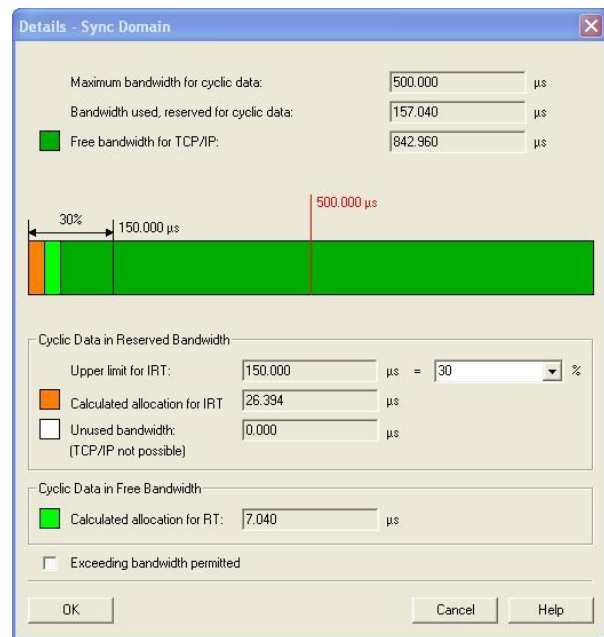 Details - Sync Domain
Maximum bandwidth for cyclic data: 500.000 µs
Bandwidth used, reserved for cyclic data: 157.040 µs
Free bandwidth for TCP/IP: 842.960 µs
500.000 µs
30% 150.000 µs
Cyclic Data in Reserved Bandwidth
Upper limit for IRT: 150.000 µs = 30 %
Calculated allocation for IRT 26.394 µs
Unused bandwidth: 0.000 µs
(TCP/IP not possible)
Cyclic Data in Free Bandwidth
Calculated allocation for RT: 7.040 µs
Exceeding bandwidth permitted
OK Cancel Help